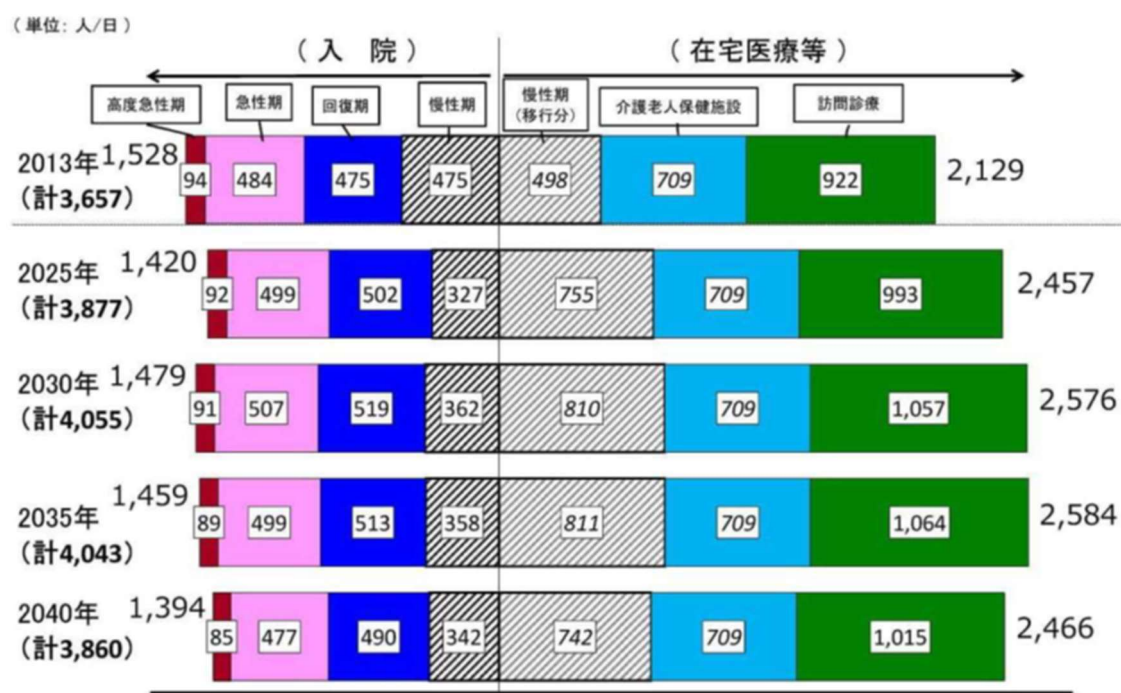 （単位：人/日）
（ 入　院 ）
（ 在宅医療等 ）
高度急性期
急性期
回復期
慢性期
慢性期
（移行分）
介護老人保健施設
訪問診療
2013年
（計3,657）
1,528
94
484
475
475
498
709
922
2,129
2025年
（計3,877）
1,420
92
499
502
327
755
709
993
2,457
2030年
（計4,055）
1,479
91
507
519
362
810
709
1,057
2,576
2035年
（計4,043）
1,459
89
499
513
358
811
709
1,064
2,584
2040年
（計3,860）
1,394
85
477
490
342
742
709
1,015
2,466